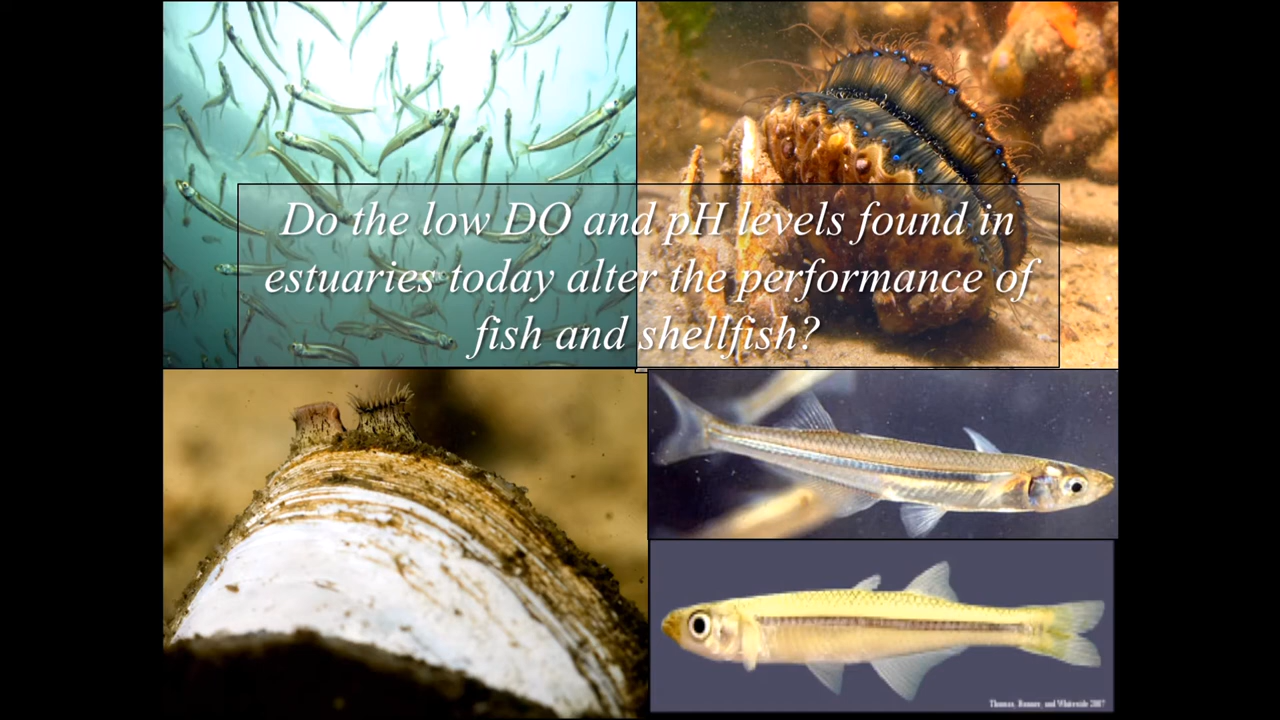 Do the low DO and pH levels found in
estuaries today alter the performance of
fish and shellfish?
Thomas, Bonner, and Whiteside 2007